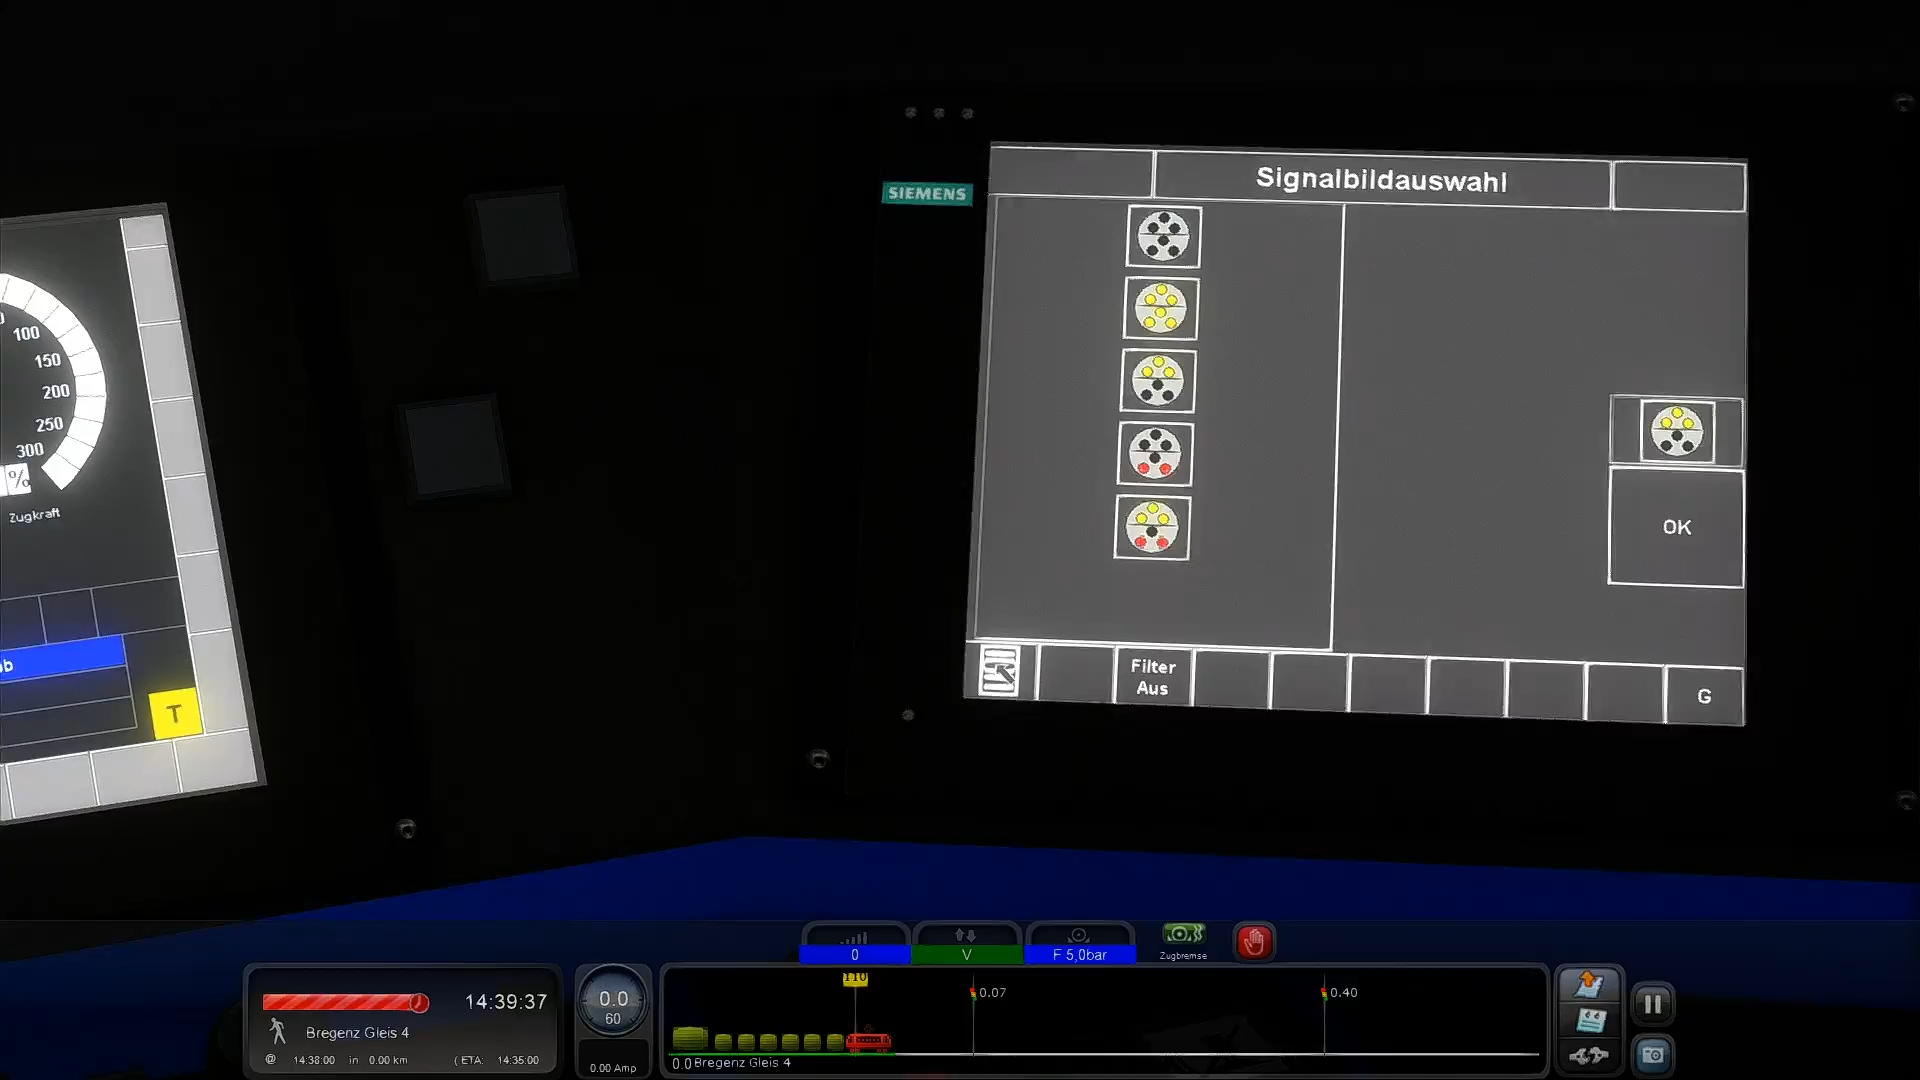 SIEMENS
Signalbildauswahl
OK
Filter
Aus
G
100
150
200
250
300
%
Zugkraft
T
0
V
F 5,0bar
Zugbremse
14:39:37
Bregenz Gleis 4
@ 14:38:00 in 0.00 km ( ETA: 14:35:00
0.0
60
0.00 Amp
110
0.07
0.40
0.0 Bregenz Gleis 4